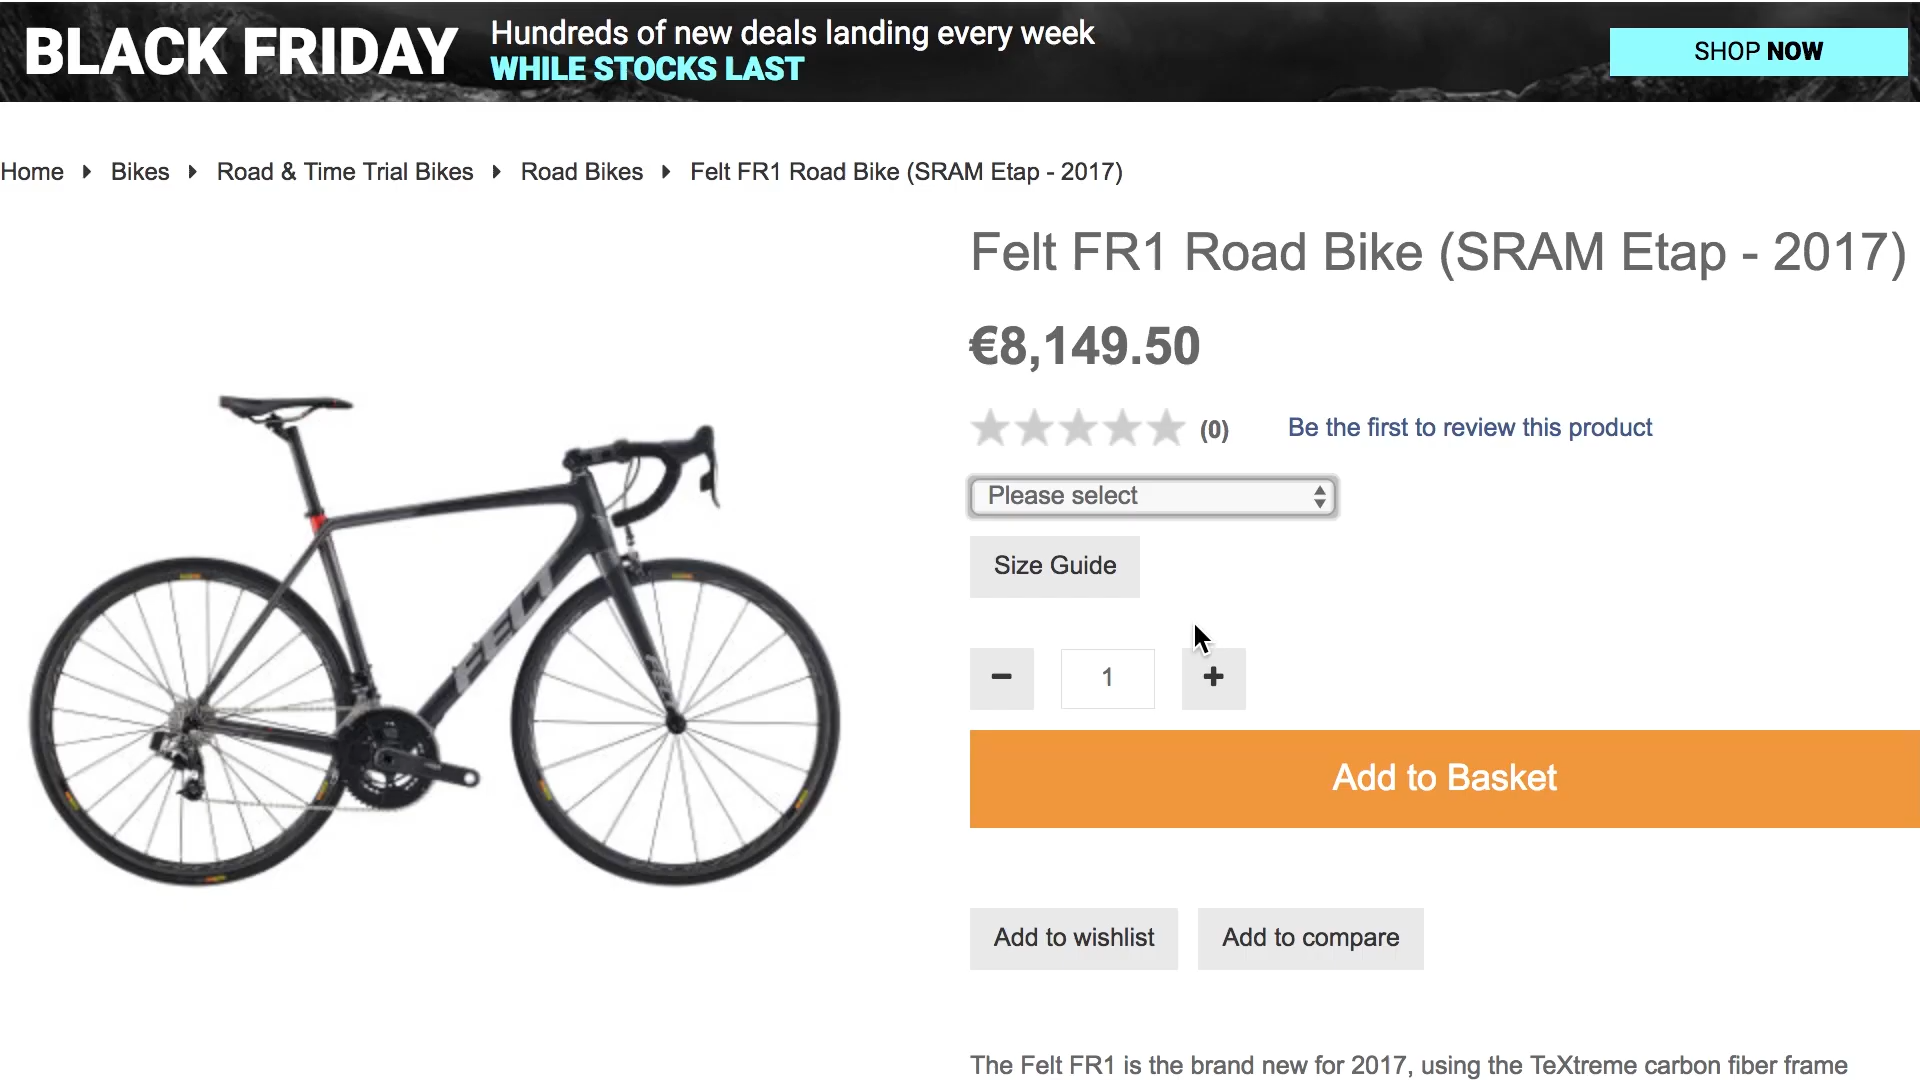 BLACK FRIDAY
Hundreds of new deals landing every week
WHILE STOCKS LAST
SHOP NOW
Home
Bikes
Road & Time Trial Bikes
Road Bikes
Felt FR1 Road Bike (SRAM Etap - 2017)
Felt FR1 Road Bike (SRAM Etap - 2017)
€8,149.50
(0)
Be the first to review this product
Please select
Size Guide
FELT
FELT
− 1 +
Add to Basket
Add to wishlist
Add to compare
The Felt FR1 is the brand new for 2017, using the TeXtreme carbon fiber frame